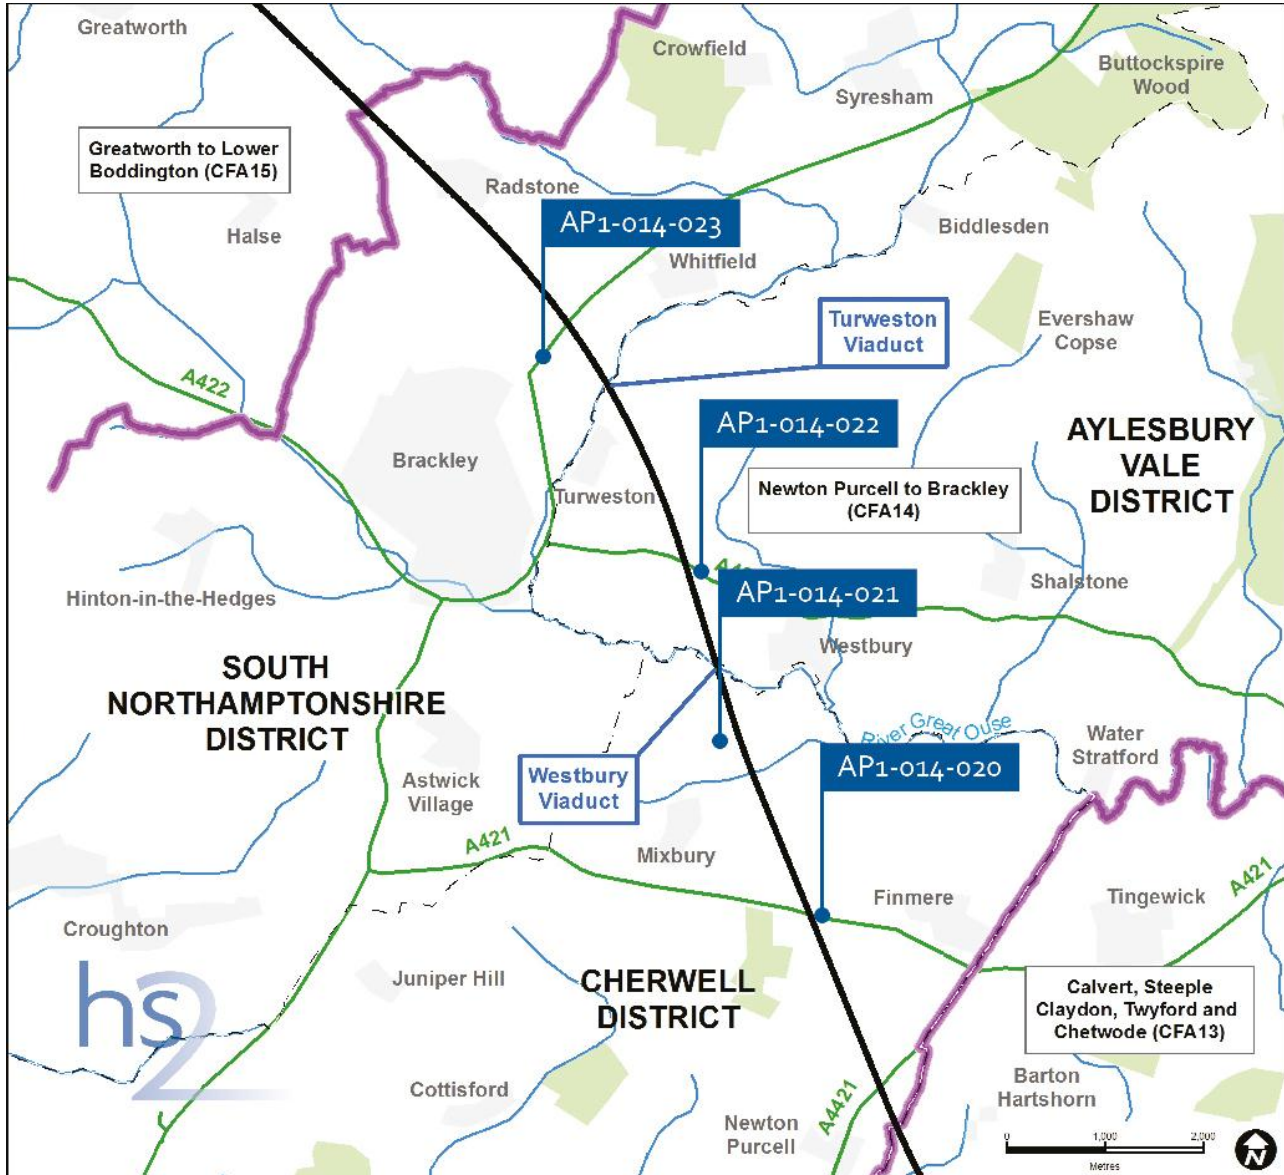 Greatworth
Crowfield
Buttockspire
Wood
Syresham
Greatworth to Lower
Boddington (CFA15)
Radstone
AP1-014-023
Biddlesden
Halse
Whitfield
Turweston
Viaduct
Evershaw
Copse
A422
AP1-014-022
AYLESBURY
VALE
DISTRICT
Brackley
Turweston
Newton Purcell to Brackley
(CFA14)
Shalstone
AP1-014-021
Hinton-in-the-Hedges
Westbury
SOUTH
NORTHAMPTONSHIRE
DISTRICT
River Great Ouse
Water
Stratford
AP1-014-020
Westbury
Viaduct
Astwick
Village
A421
Mixbury
Finmere
Tingewick
A421
Croughton
Juniper Hill
CHERWELL
DISTRICT
Calvert, Steeple
Claydon, Twyford and
Chetwode (CFA13)
hs2
Cottisford
A4421
Barton
Hartshorn
Newton
Purcell
0 1,000 2,000
Metres
N